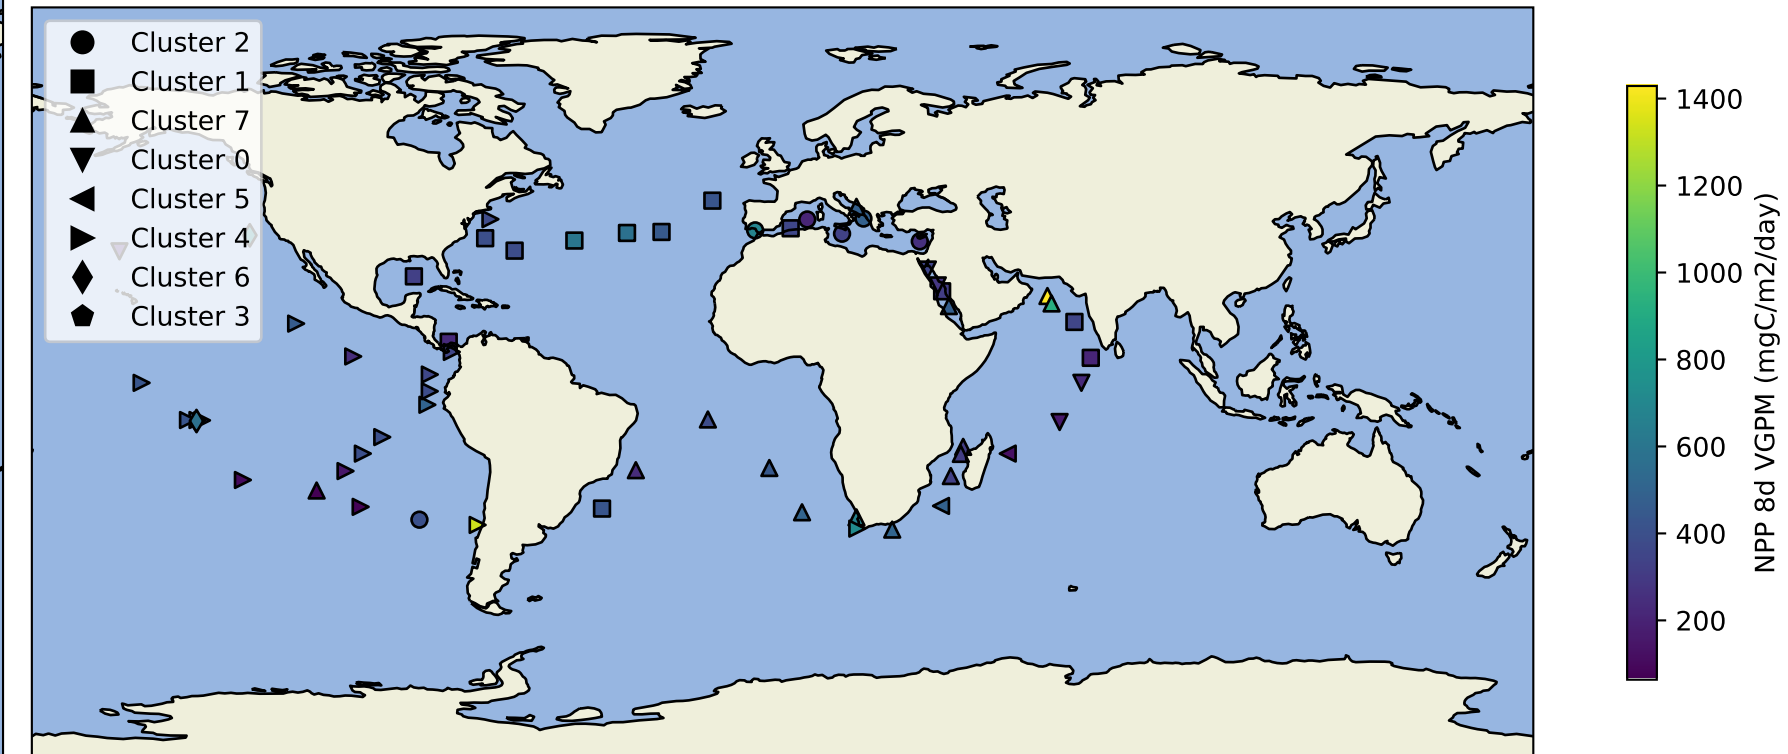 Cluster 2
Cluster 1
Cluster 7
Cluster 0
Cluster 5
Cluster 4
Cluster 6
Cluster 3
1400
1200
1000
800
600
400
200
NPP 8d VGPM (mgC/m2/day)